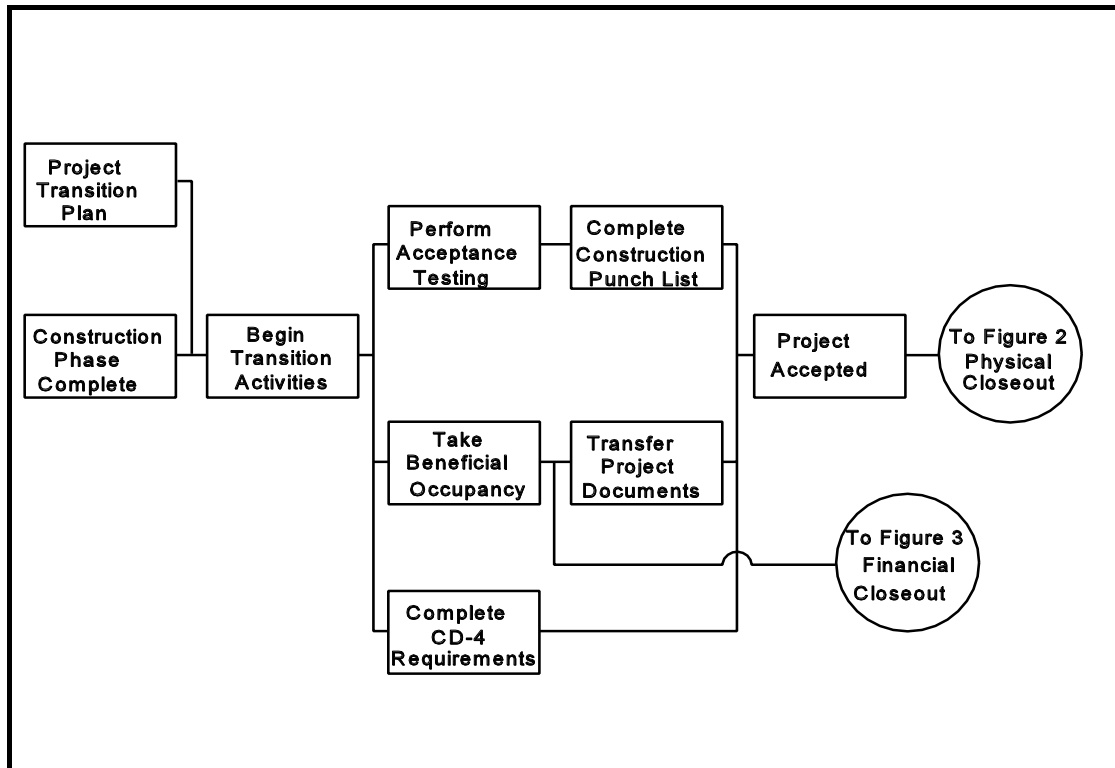 Project
Transition
Plan
Construction
Phase
Complete
Begin
Transition
Activities
Perform
Acceptance
Testing
Complete
Construction
Punch List
Take
Beneficial
Occupancy
Transfer
Project
Documents
Complete
CD-4
Requirements
Project
Accepted
To Figure 2
Physical
Closeout
To Figure 3
Financial
Closeout